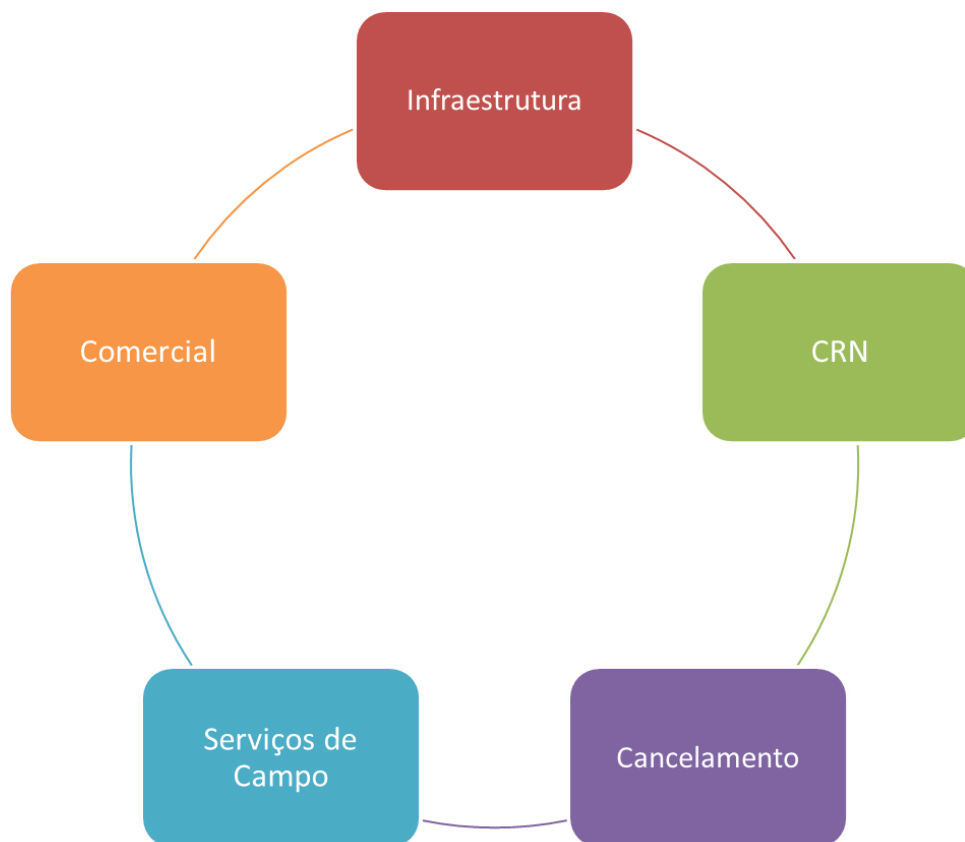 Infraestrutura
Comercial
CRN
Serviços de
Campo
Cancelamento